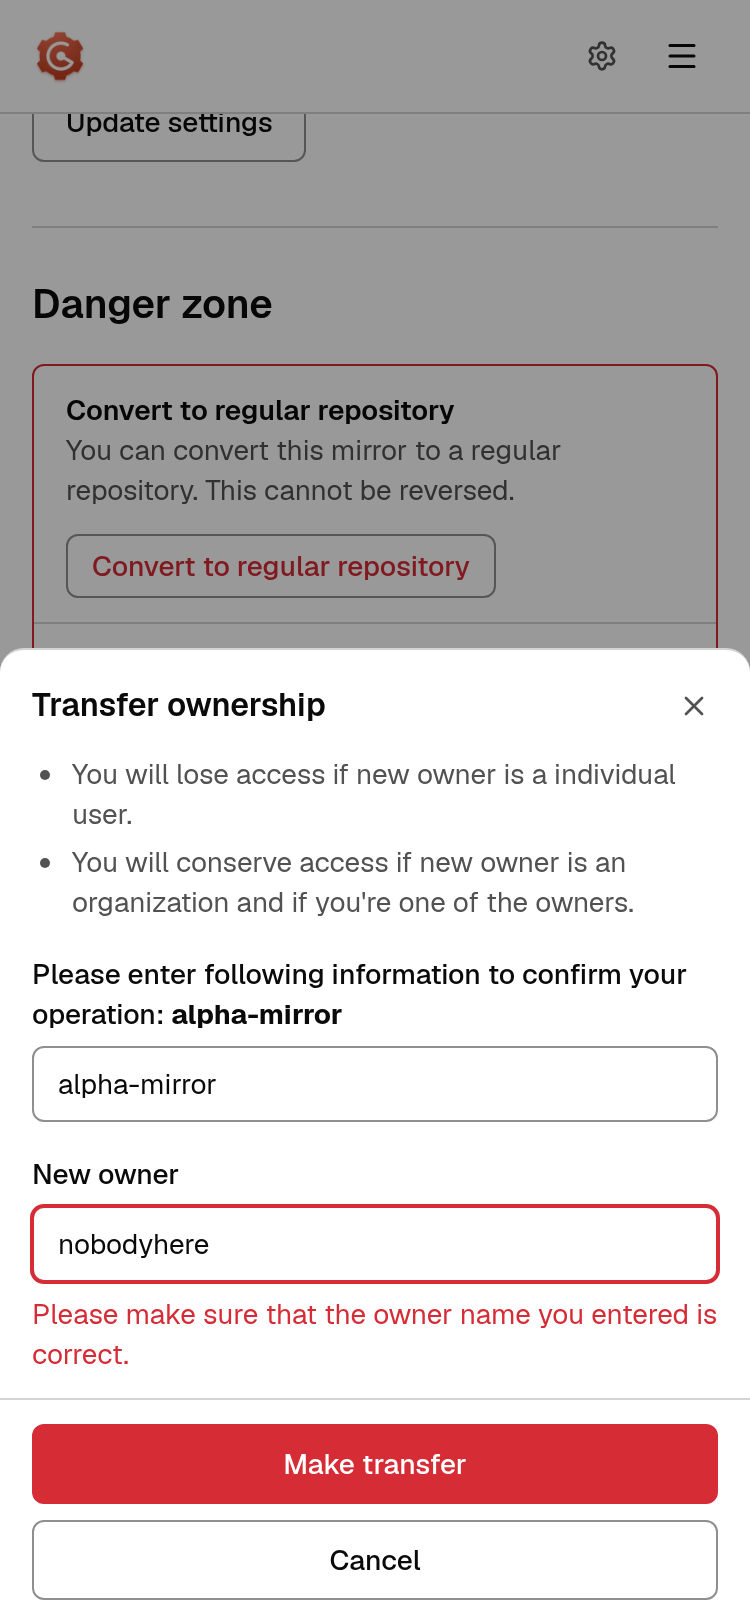 Update settings
Danger zone
Convert to regular repository
You can convert this mirror to a regular
repository. This cannot be reversed.
Convert to regular repository
Transfer ownership
You will lose access if new owner is a individual
user.
You will conserve access if new owner is an
organization and if you're one of the owners.
Please enter following information to confirm your
operation: alpha-mirror
alpha-mirror
New owner
nobodyhere
Please make sure that the owner name you entered is
correct.
Make transfer
Cancel